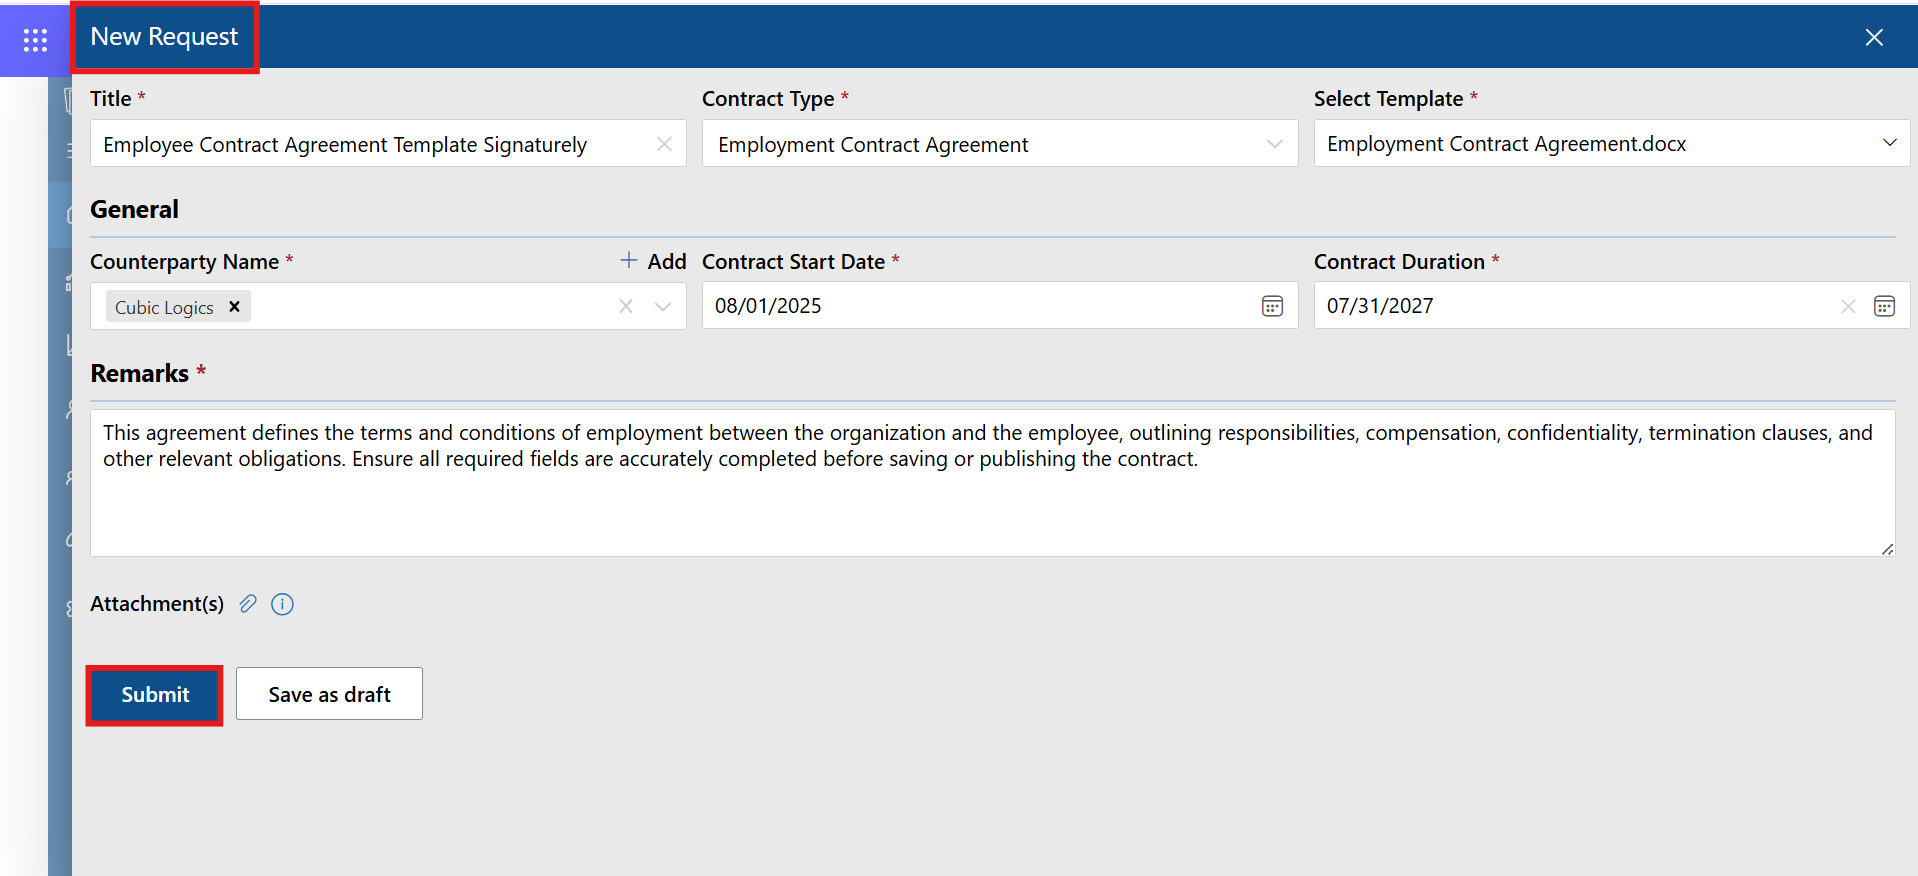 New Request
Title *
Contract Type *
Select Template *
Employee Contract Agreement Template Signaturely
Employment Contract Agreement
Employment Contract Agreement.docx
General
Counterparty Name *
+ Add
Contract Start Date *
Contract Duration *
Cubic Logics
08/01/2025
07/31/2027
Remarks *
This agreement defines the terms and conditions of employment between the organization and the employee, outlining responsibilities, compensation, confidentiality, termination clauses, and
other relevant obligations. Ensure all required fields are accurately completed before saving or publishing the contract.
Attachment(s)
Submit
Save as draft